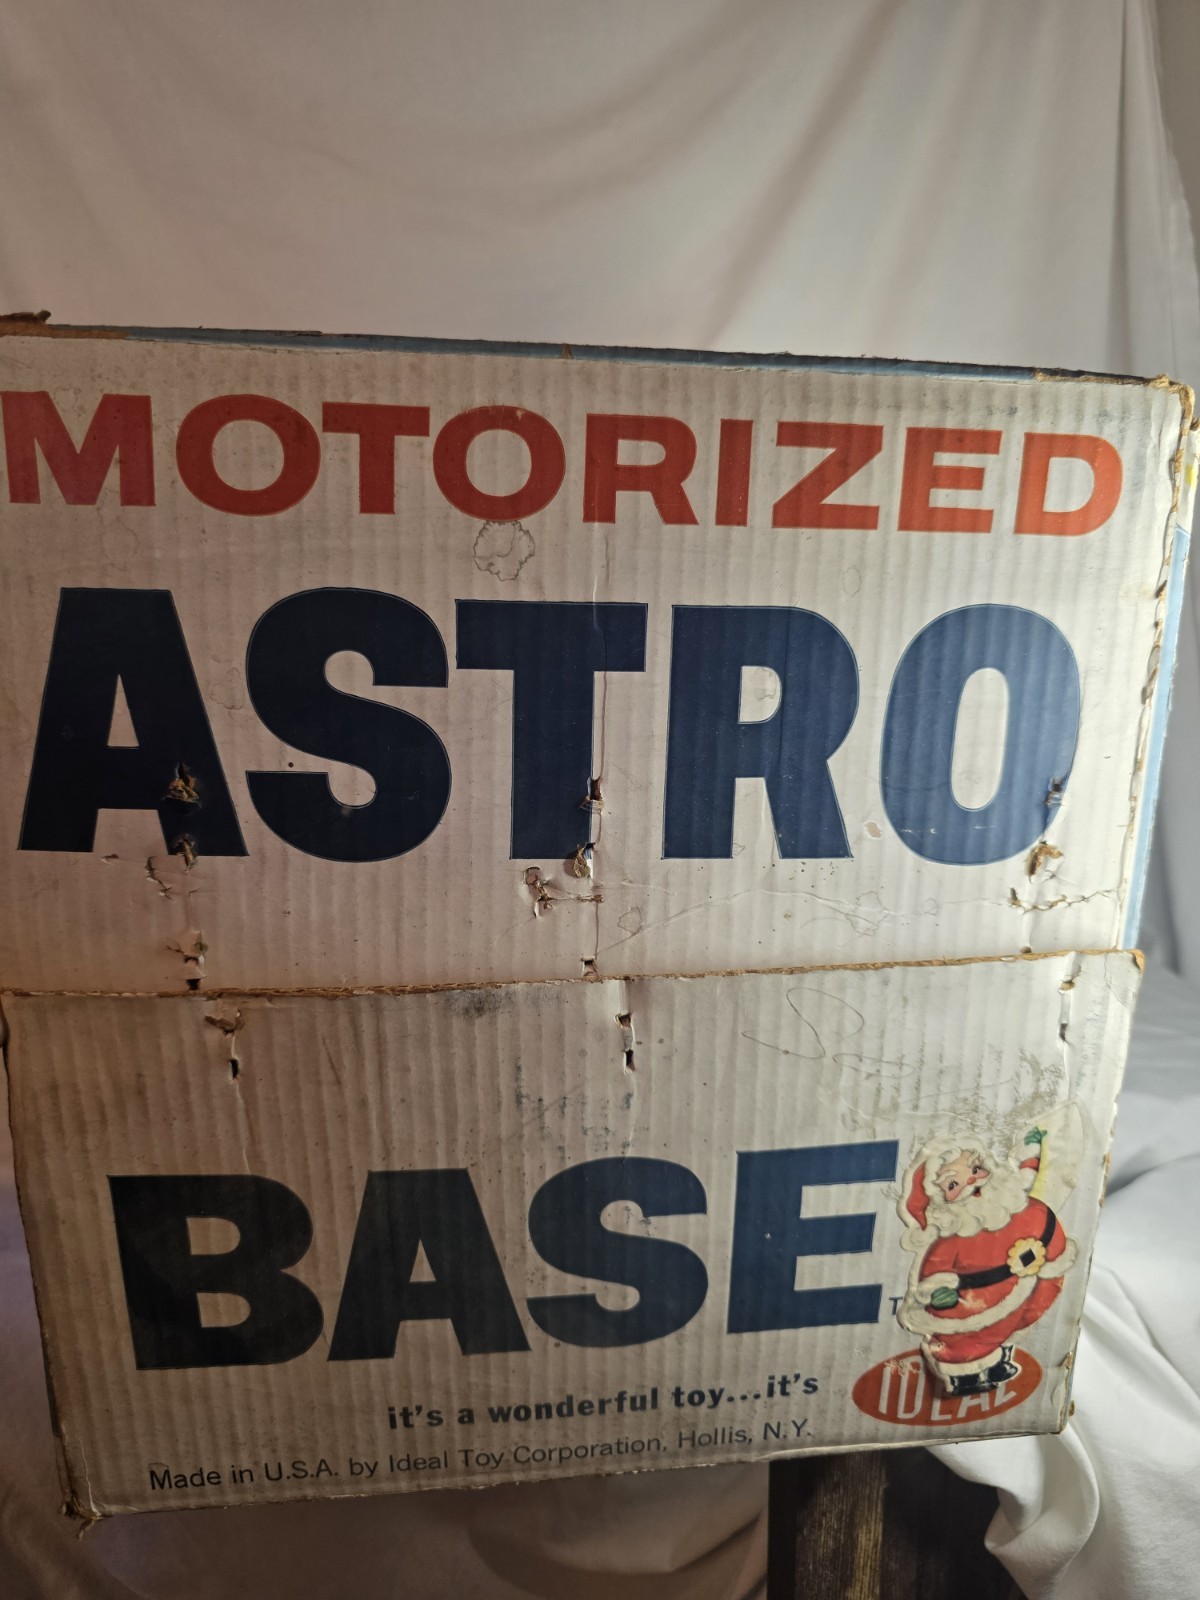 MOTORIZED
ASTRO
BASE
it's a wonderful toy...it's
IDEAL
Made in U.S.A. by Ideal Toy Corporation, Hollis, N.Y.